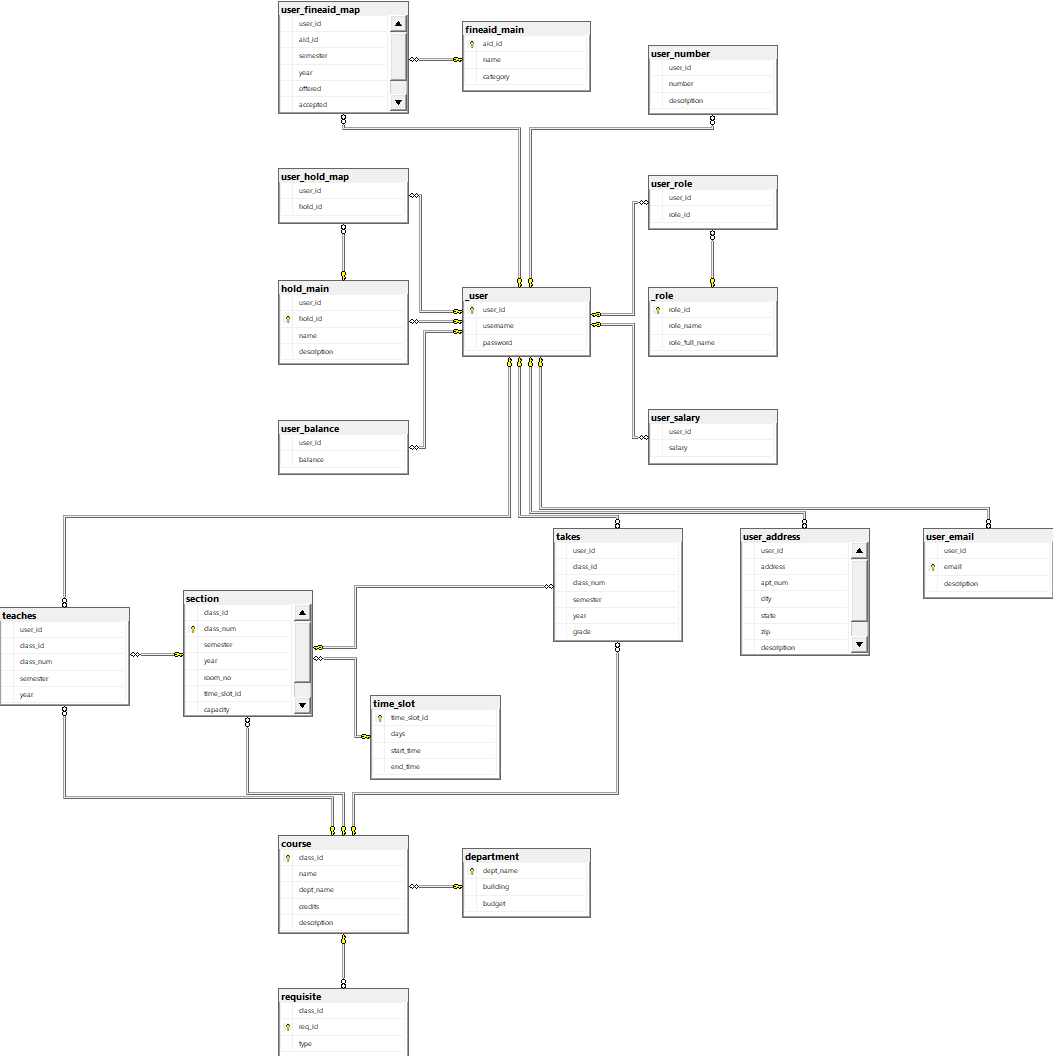 user_fineaid_map
user_id
aid_id
semester
year
offered
accepted
fineaid_main
aid_id
name
category
user_number
user_id
number
description
user_hold_map
user_id
hold_id
user_role
user_id
role_id
hold_main
user_id
hold_id
name
description
_user
user_id
username
password
_role
role_id
role_name
role_full_name
user_balance
user_id
balance
user_salary
user_id
salary
takes
user_id
class_id
class_num
semester
year
grade
user_address
user_id
address
apt_num
city
state
zip
description
user_email
user_id
email
description
teaches
user_id
class_id
class_num
semester
year
section
class_id
class_num
semester
year
room_no
time_slot_id
capacity
time_slot
time_slot_id
days
start_time
end_time
course
class_id
name
dept_name
credits
description
department
dept_name
building
budget
requisite
class_id
req_id
type